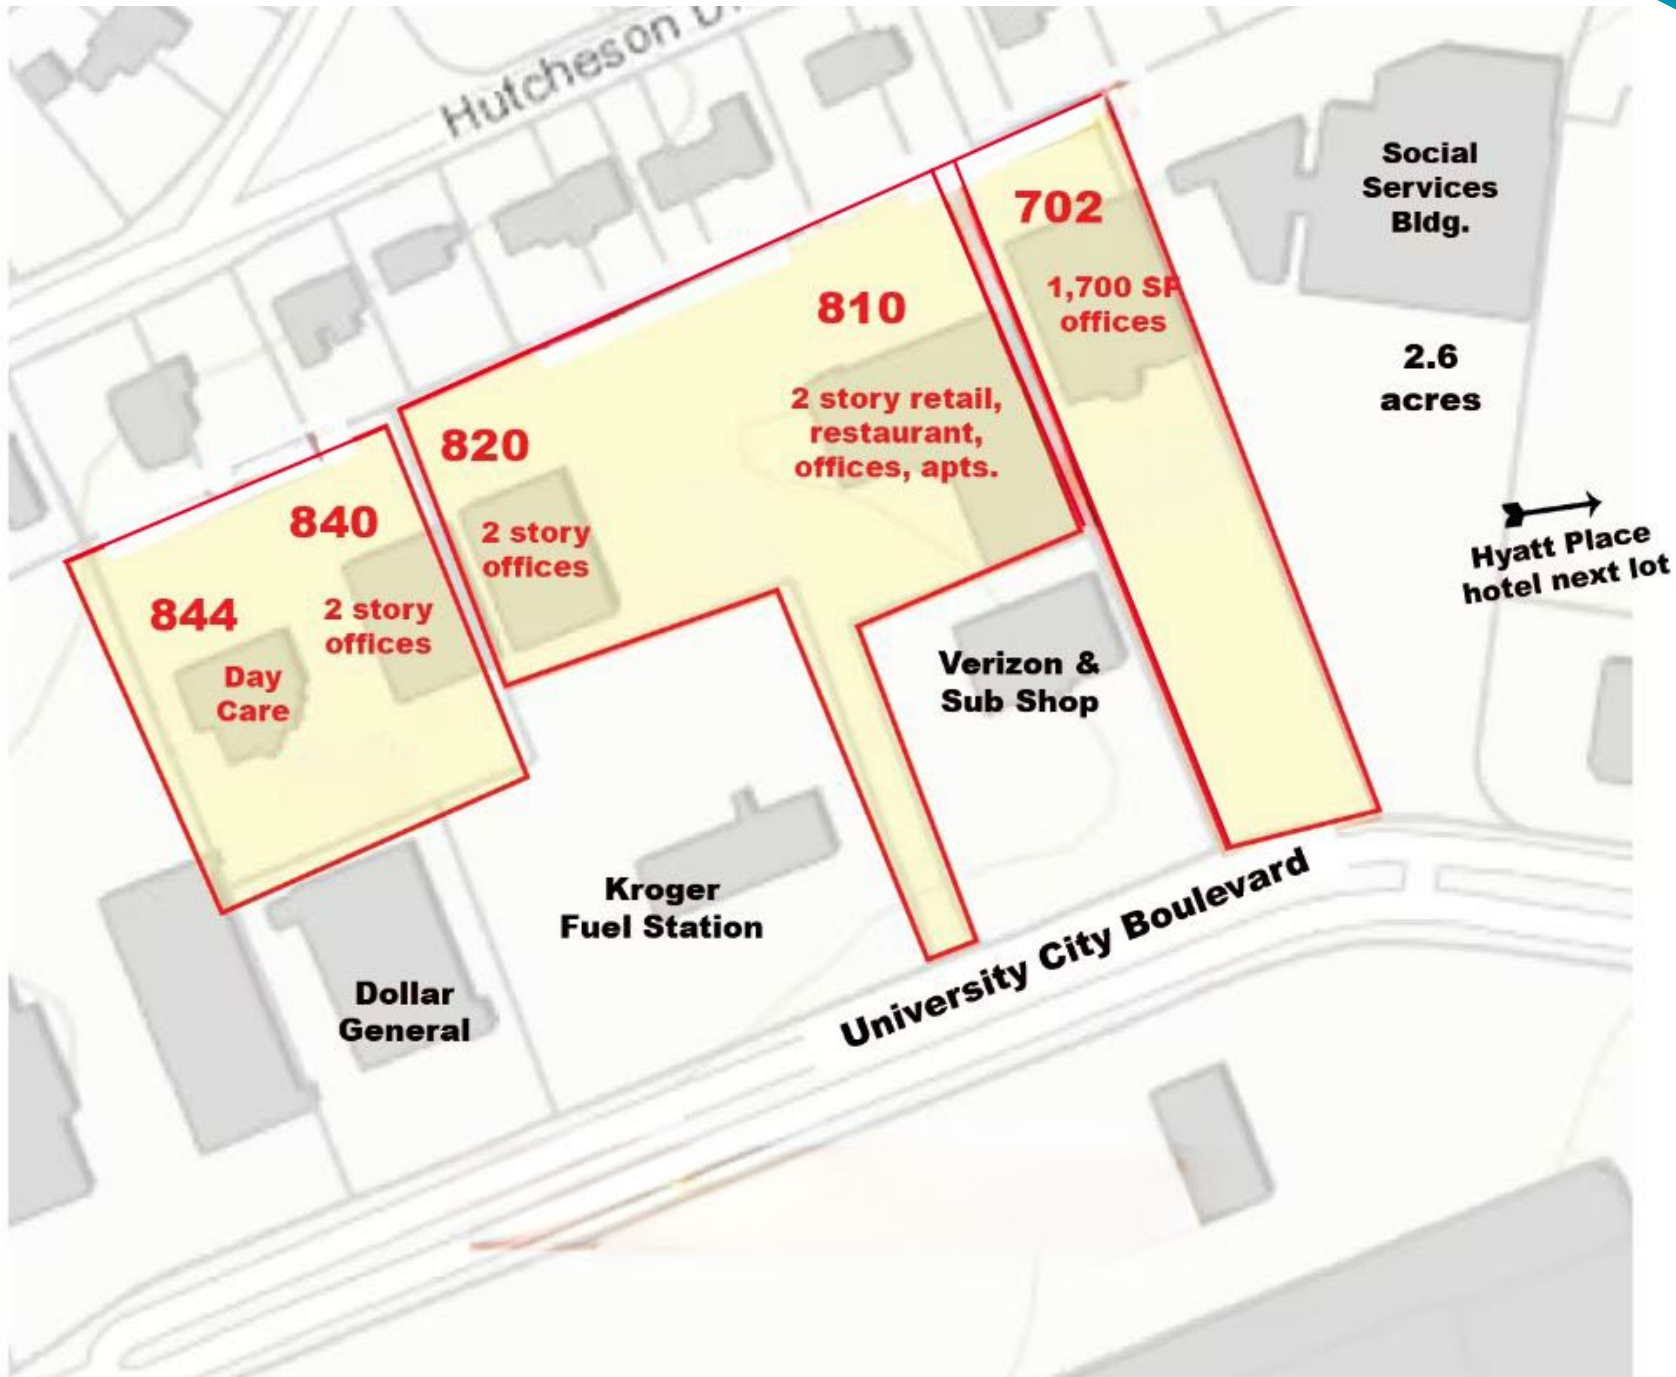 Hutcheson Dr
Social
Services
Bldg.
702
1,700 SF
offices
810
2.6
acres
2 story retail,
restaurant,
offices, apts.
820
2 story
offices
840
2 story
offices
844
Day
Care
Hyatt Place
hotel next lot
Verizon &
Sub Shop
Kroger
Fuel Station
University City Boulevard
Dollar
General